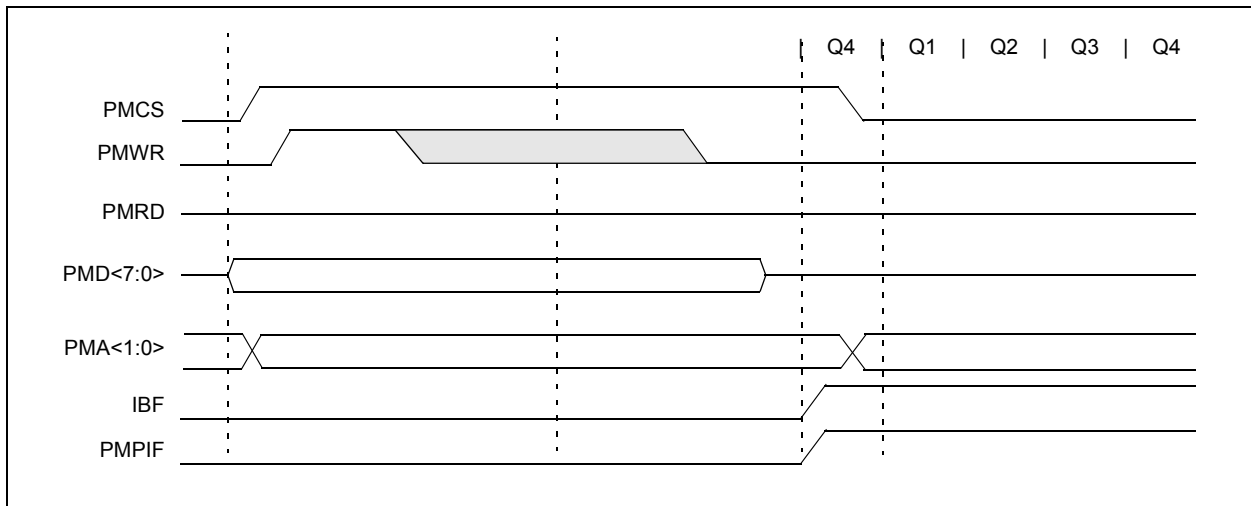 | Q4 | Q1 | Q2 | Q3 | Q4
PMCS
PMWR
PMRD
PMD<7:0>
PMA<1:0>
IBF
PMPIF